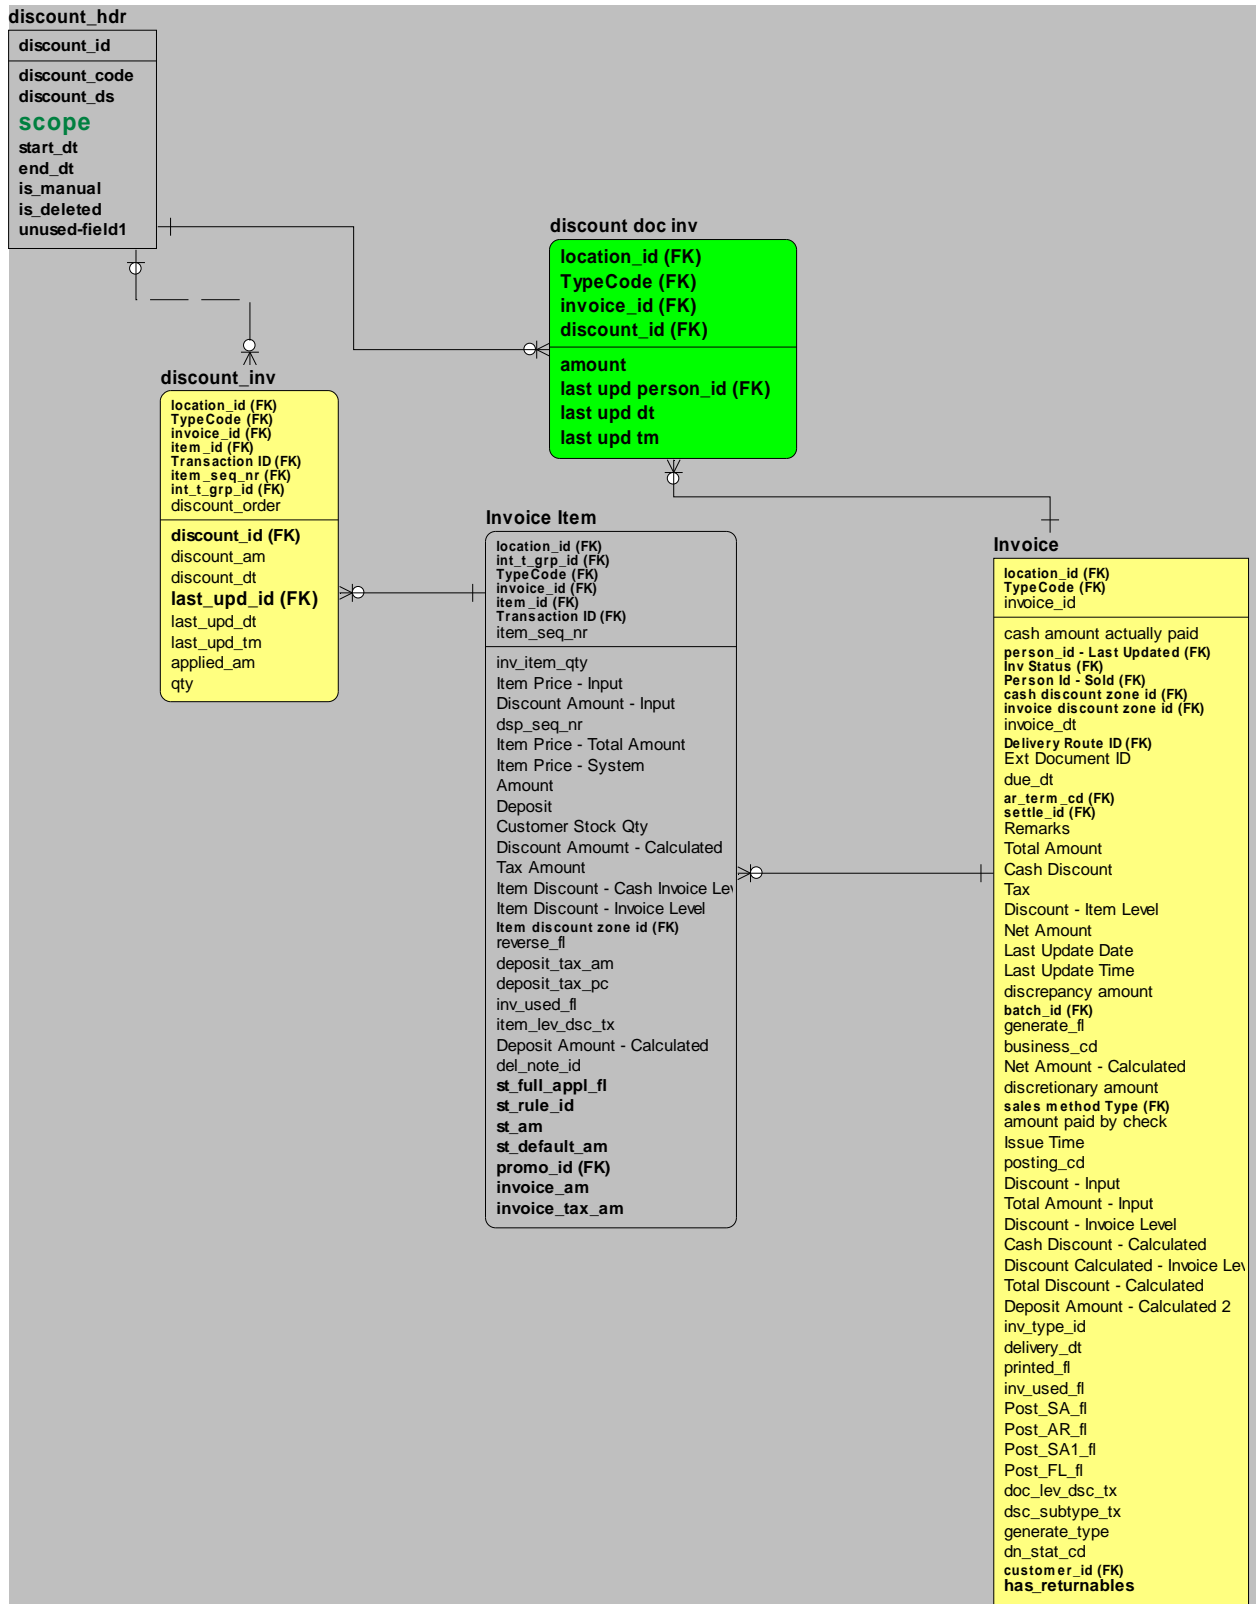 discount_hdr
discount_id
discount_code
discount_ds
scope
start_dt
end_dt
is_manual
is_deleted
unused-field1
discount doc inv
location_id (FK)
TypeCode (FK)
invoice_id (FK)
discount_id (FK)
amount
last upd person_id (FK)
last upd dt
last upd tm
discount_inv
location_id (FK)
TypeCode (FK)
invoice_id (FK)
item_id (FK)
Transaction ID (FK)
item_seq_nr (FK)
int_t_grp_id (FK)
discount_order
discount_id (FK)
discount_am
discount_dt
last_upd_id (FK)
last_upd_dt
last_upd_tm
applied_am
qty
Invoice Item
location_id (FK)
int_t_grp_id (FK)
TypeCode (FK)
invoice_id (FK)
item_id (FK)
Transaction ID (FK)
item_seq_nr
inv_item_qty
Item Price - Input
Discount Amount - Input
dsp_seq_nr
Item Price - Total Amount
Item Price - System
Amount
Deposit
Customer Stock Qty
Discount Amoumt - Calculated
Tax Amount
Item Discount - Cash Invoice Lev
Item Discount - Invoice Level
Item discount zone id (FK)
reverse_fl
deposit_tax_am
deposit_tax_pc
inv_used_fl
item_lev_dsc_tx
Deposit Amount - Calculated
del_note_id
st_full_appl_fl
st_rule_id
st_am
st_default_am
promo_id (FK)
invoice_am
invoice_tax_am
Invoice
location_id (FK)
TypeCode (FK)
invoice_id
cash amount actually paid
person_id - Last Updated (FK)
Inv Status (FK)
Person Id - Sold (FK)
cash discount zone id (FK)
invoice discount zone id (FK)
invoice_dt
Delivery Route ID (FK)
Ext Document ID
due_dt
ar_term_cd (FK)
settle_id (FK)
Remarks
Total Amount
Cash Discount
Tax
Discount - Item Level
Net Amount
Last Update Date
Last Update Time
discrepancy amount
batch_id (FK)
generate_fl
business_cd
Net Amount - Calculated
discretionary amount
sales method Type (FK)
amount paid by check
Issue Time
posting_cd
Discount - Input
Total Amount - Input
Discount - Invoice Level
Cash Discount - Calculated
Discount Calculated - Invoice Lev
Total Discount - Calculated
Deposit Amount - Calculated 2
inv_type_id
delivery_dt
printed_fl
inv_used_fl
Post_SA_fl
Post_AR_fl
Post_SA1_fl
Post_FL_fl
doc_lev_dsc_tx
dsc_subtype_tx
generate_type
dn_stat_cd
customer_id (FK)
has_returnables